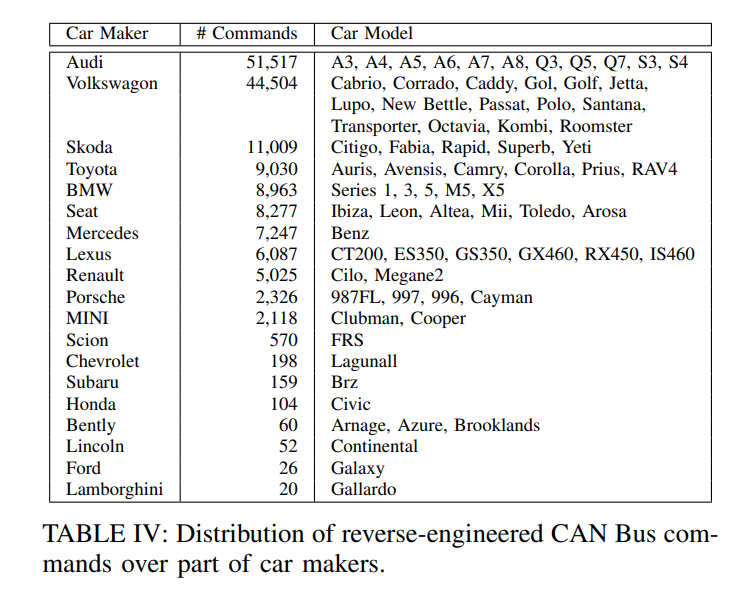 Car Maker # Commands Car Model
Audi 51,517 A3, A4, A5, A6, A7, A8, Q3, Q5, Q7, S3, S4
Volkswagon 44,504 Cabrio, Corrado, Caddy, Gol, Golf, Jetta,
Lupo, New Bettle, Passat, Polo, Santana,
Transporter, Octavia, Kombi, Roomster
Skoda 11,009 Citigo, Fabia, Rapid, Superb, Yeti
Toyota 9,030 Auris, Avensis, Camry, Corolla, Prius, RAV4
BMW 8,963 Series 1, 3, 5, M5, X5
Seat 8,277 Ibiza, Leon, Altea, Mii, Toledo, Arosa
Mercedes 7,247 Benz
Lexus 6,087 CT200, ES350, GS350, GX460, RX450, IS460
Renault 5,025 Cilo, Megane2
Porsche 2,326 987FL, 997, 996, Cayman
MINI 2,118 Clubman, Cooper
Scion 570 FRS
Chevrolet 198 Lagunall
Subaru 159 Brz
Honda 104 Civic
Bently 60 Arnage, Azure, Brooklands
Lincoln 52 Continental
Ford 26 Galaxy
Lamborghini 20 Gallardo
TABLE IV: Distribution of reverse-engineered CAN Bus com-
mands over part of car makers.